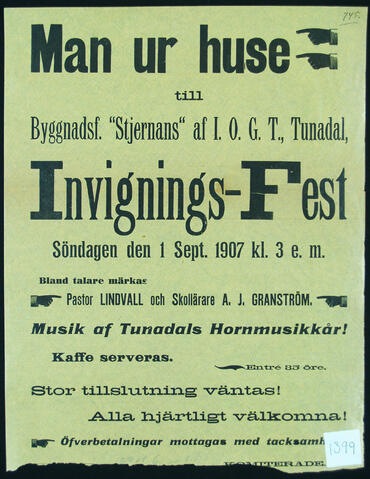 745.
Man ur huse
till
Byggnadsf. "Stjernans" af I. O. G. T., Tunadal,
Invignings-Fest
Söndagen den 1 Sept. 1907 kl. 3 e. m.
Bland talare märkas
Pastor LINDVALL och Skollärare A. J. GRANSTRÖM.
Musik af Tunadals Hornmusikkår!
Kaffe serveras.
Entré 35 öre.
Stor tillslutning väntas!
Alla hjärtligt välkomna!
Öfverbetalningar mottagas med tacksamh
KOMITERADE.
1399